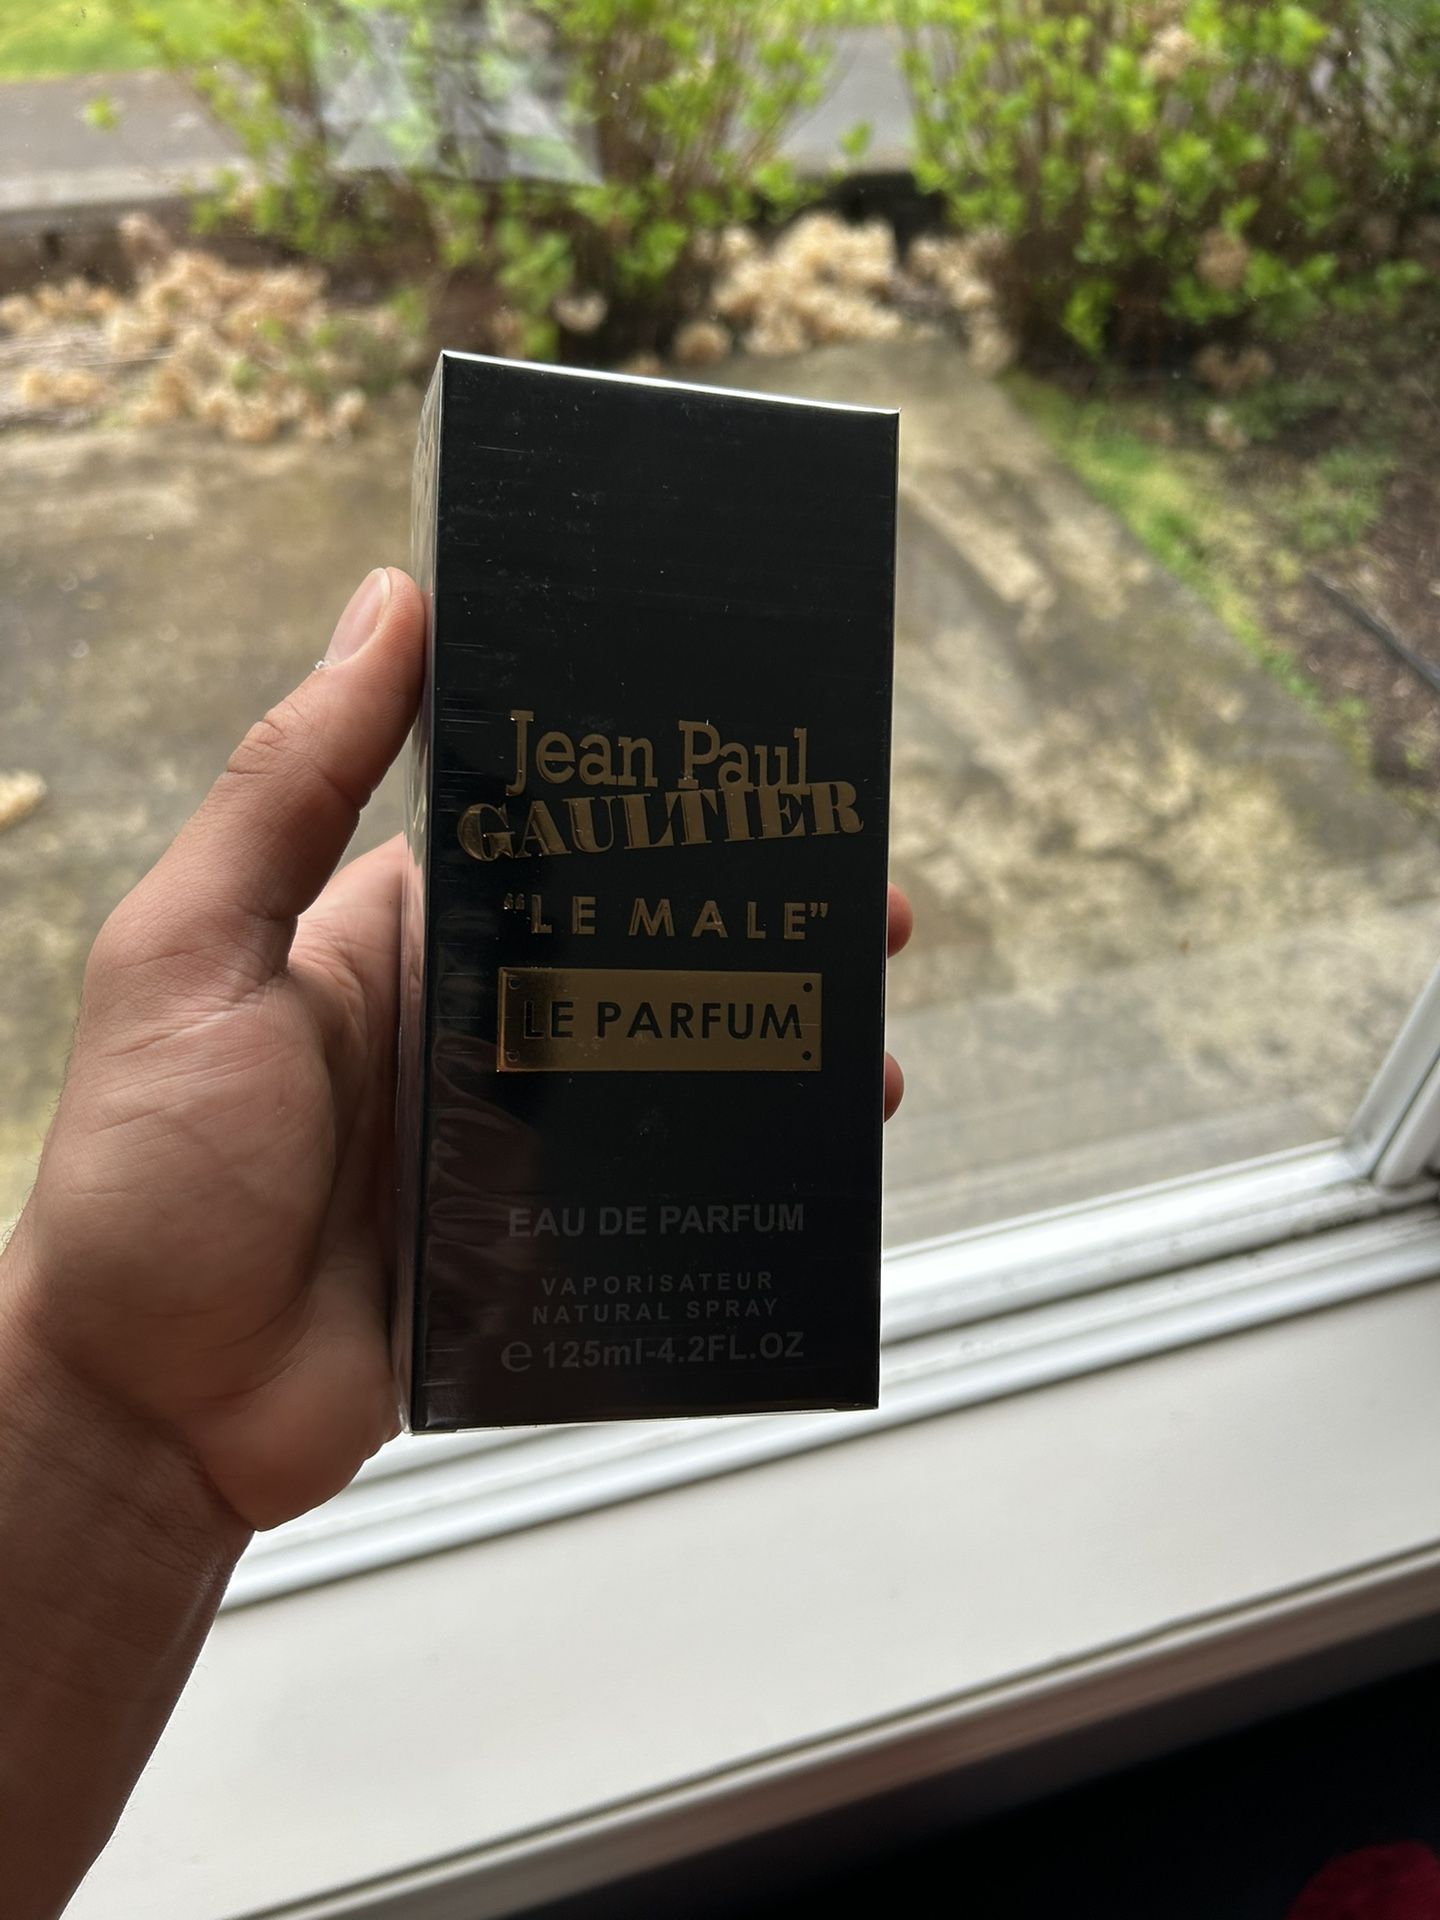 Jean Paul
GAULTIER
“LE MALE”
LE PARFUM
EAU DE PARFUM
VAPORISATEUR
NATURAL SPRAY
℮ 125ml-4.2FL.OZ